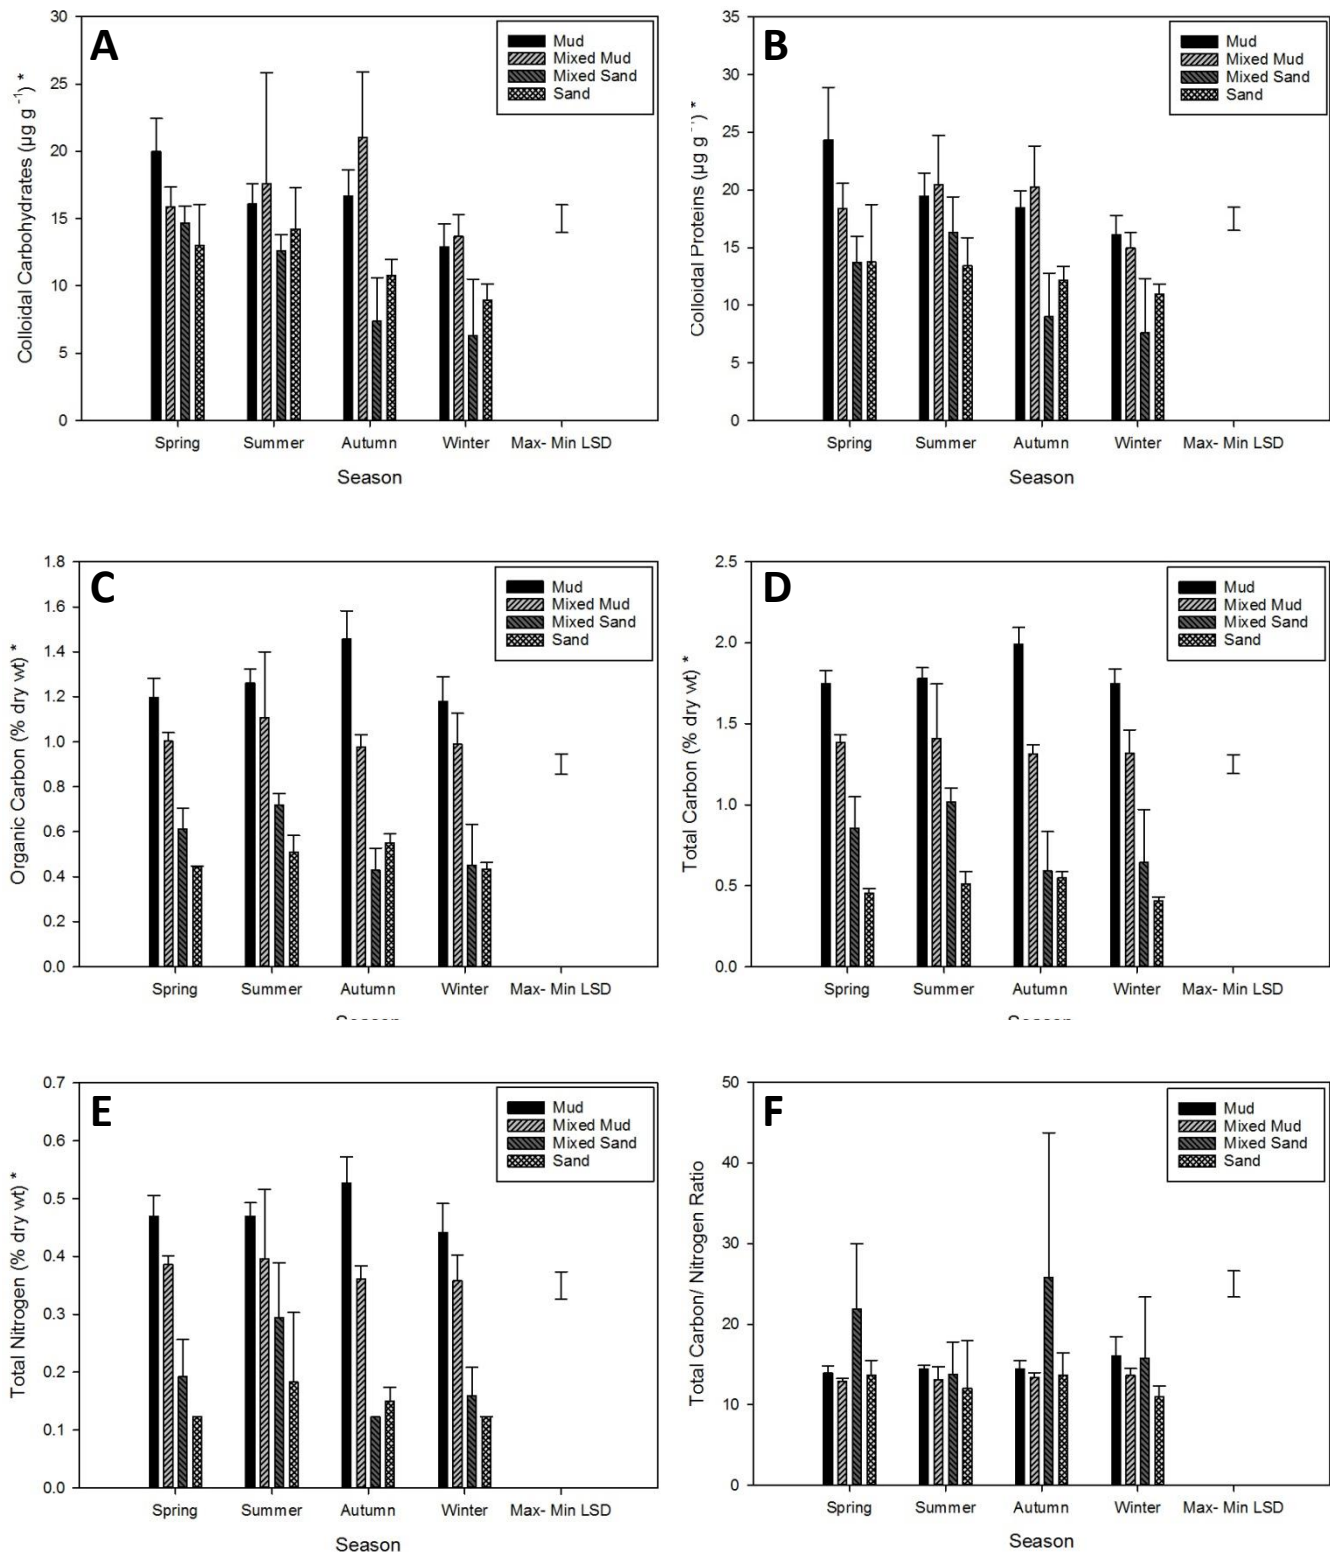 A
Colloidal Carbohydrates (µg g -1) *
30
25
20
15
10
5
0
Mud
Mixed Mud
Mixed Sand
Sand
Spring Summer Autumn Winter Max- Min LSD
Season
B
Colloidal Proteins (µg g -1) *
35
30
25
20
15
10
5
0
Mud
Mixed Mud
Mixed Sand
Sand
Spring Summer Autumn Winter Max- Min LSD
Season
C
Organic Carbon (% dry wt) *
1.8
1.6
1.4
1.2
1.0
0.8
0.6
0.4
0.2
0.0
Mud
Mixed Mud
Mixed Sand
Sand
Spring Summer Autumn Winter Max- Min LSD
D
Total Carbon (% dry wt) *
2.5
2.0
1.5
1.0
0.5
0.0
Mud
Mixed Mud
Mixed Sand
Sand
Spring Summer Autumn Winter Max- Min LSD
E
Total Nitrogen (% dry wt) *
0.7
0.6
0.5
0.4
0.3
0.2
0.1
0.0
Mud
Mixed Mud
Mixed Sand
Sand
Spring Summer Autumn Winter Max- Min LSD
Season
F
Total Carbon/ Nitrogen Ratio
50
40
30
20
10
0
Mud
Mixed Mud
Mixed Sand
Sand
Spring Summer Autumn Winter Max- Min LSD
Season